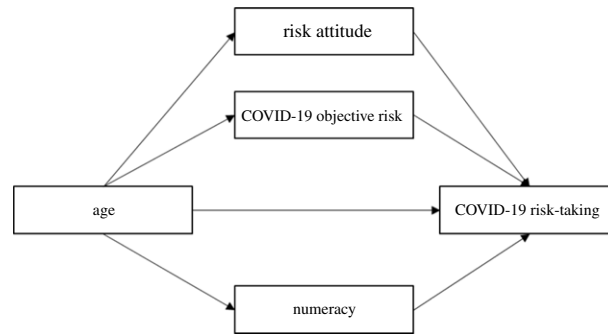 risk attitude
COVID-19 objective risk
age
COVID-19 risk-taking
numeracy